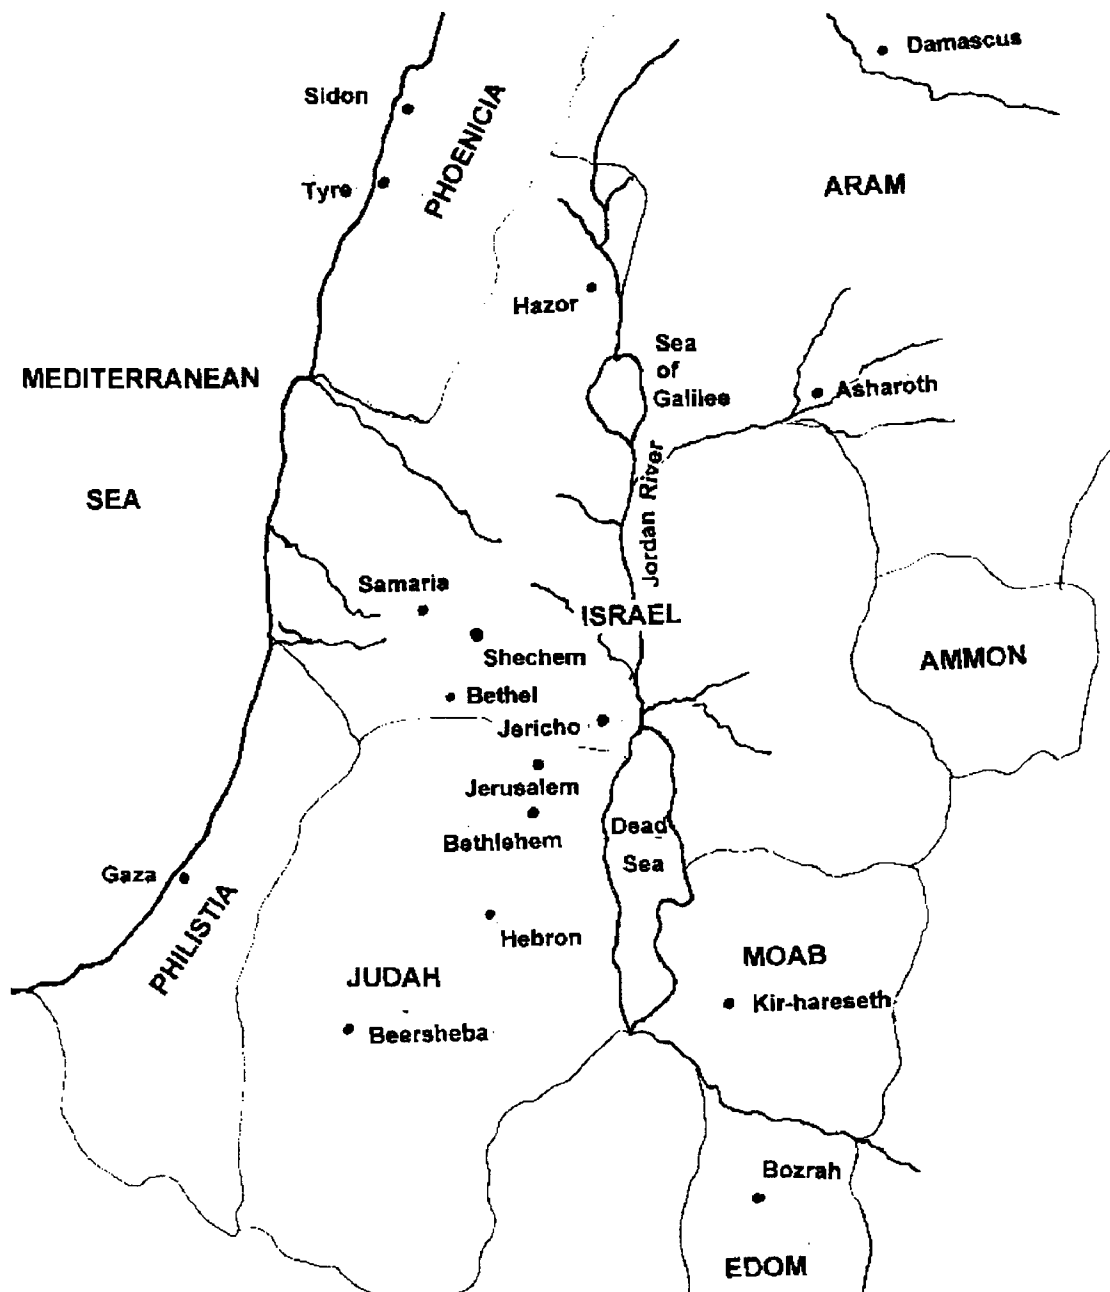 Damascus
Sidon
PHOENICIA
Tyre
ARAM
Hazor
Sea
of
Galilee
MEDITERRANEAN
SEA
Asharoth
Jordan River
Samaria
ISRAEL
Shechem
AMMON
Bethel
Jericho
Jerusalem
Bethlehem
Dead
Sea
Gaza
PHILISTIA
Hebron
JUDAH
MOAB
Kir-hareseth
Beersheba
Bozrah
EDOM